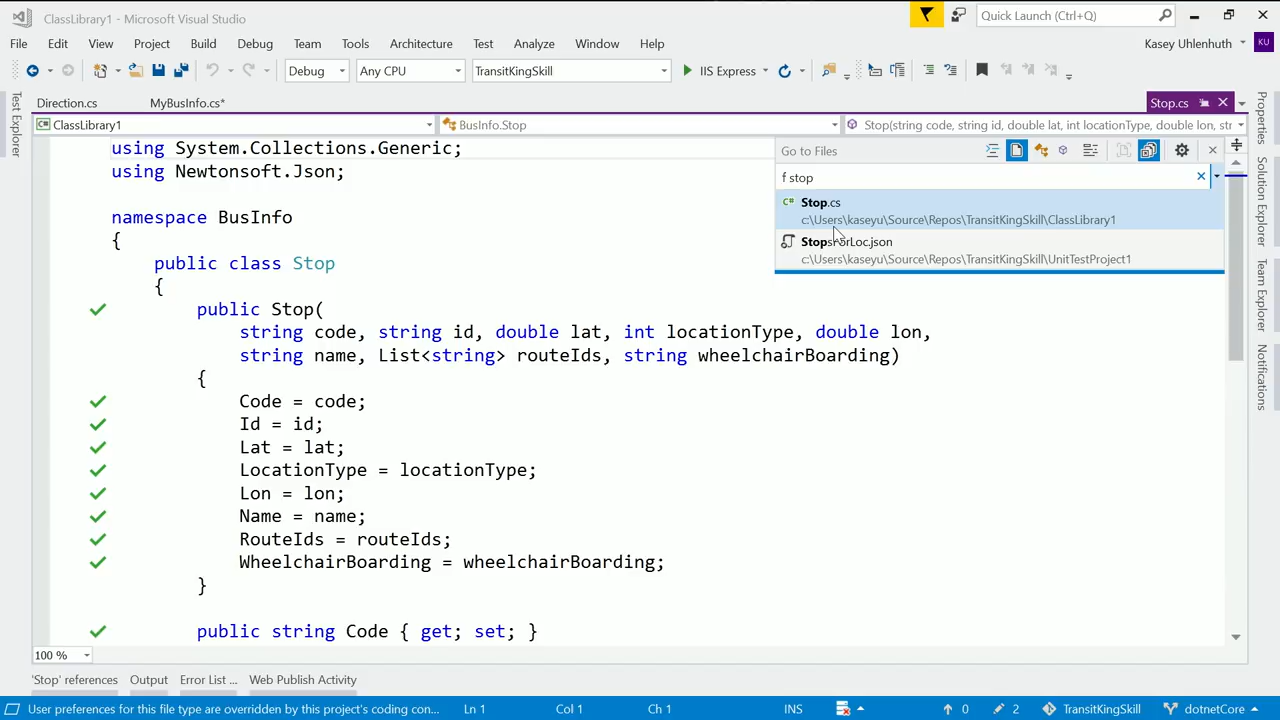 ClassLibrary1 - Microsoft Visual Studio
Quick Launch (Ctrl+Q)
File Edit View Project Build Debug Team Tools Architecture Test Analyze Window Help
Kasey Uhlenhuth KU
Debug Any CPU TransitKingSkill IIS Express
Direction.cs MyBusInfo.cs* Stop.cs
ClassLibrary1 BusInfo.Stop Stop(string code, string id, double lat, int locationType, double lon, str
Test Explorer
Properties
Solution Explorer
Team Explorer
Notifications
Go to Files
f stop
Stop.cs
c:\Users\kaseyu\Source\Repos\TransitKingSkill\ClassLibrary1
StopsForLoc.json
c:\Users\kaseyu\Source\Repos\TransitKingSkill\UnitTestProject1
using System.Collections.Generic;
using Newtonsoft.Json;
namespace BusInfo
{
public class Stop
{
public Stop(
string code, string id, double lat, int locationType, double lon,
string name, List<string> routeIds, string wheelchairBoarding)
{
Code = code;
Id = id;
Lat = lat;
LocationType = locationType;
Lon = lon;
Name = name;
RouteIds = routeIds;
WheelchairBoarding = wheelchairBoarding;
}
public string Code { get; set; }
100 %
'Stop' references Output Error List ... Web Publish Activity
User preferences for this file type are overridden by this project's coding con... Ln 1 Col 1 Ch 1 INS 0 2 TransitKingSkill dotnetCore